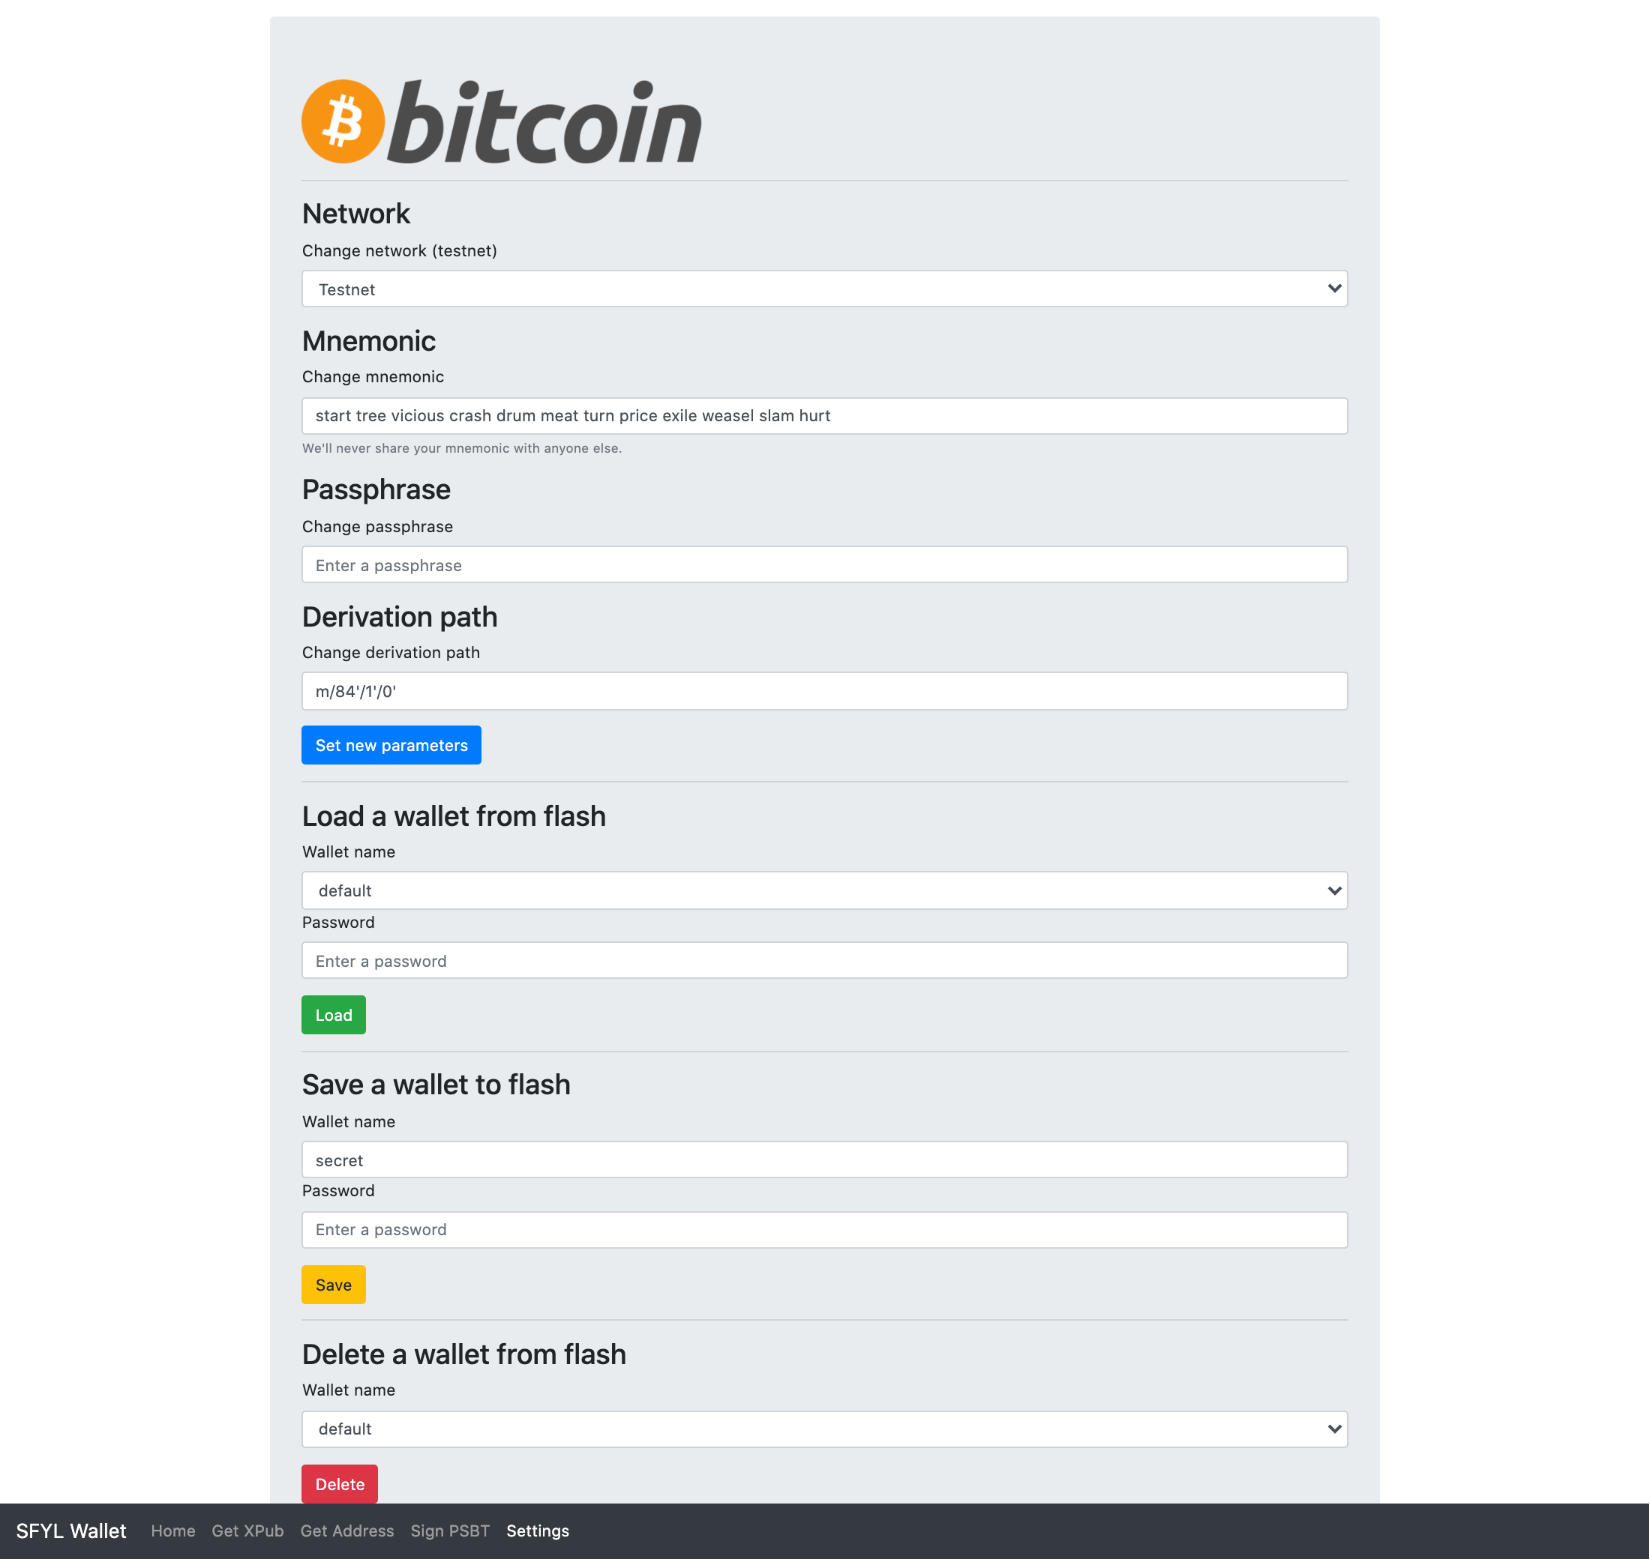 bitcoin
Network
Change network (testnet)
Testnet
Mnemonic
Change mnemonic
start tree vicious crash drum meat turn price exile weasel slam hurt
We'll never share your mnemonic with anyone else.
Passphrase
Change passphrase
Enter a passphrase
Derivation path
Change derivation path
m/84'/1'/0'
Set new parameters
Load a wallet from flash
Wallet name
default
Password
Enter a password
Load
Save a wallet to flash
Wallet name
secret
Password
Enter a password
Save
Delete a wallet from flash
Wallet name
default
Delete
SFYL Wallet Home Get XPub Get Address Sign PSBT Settings